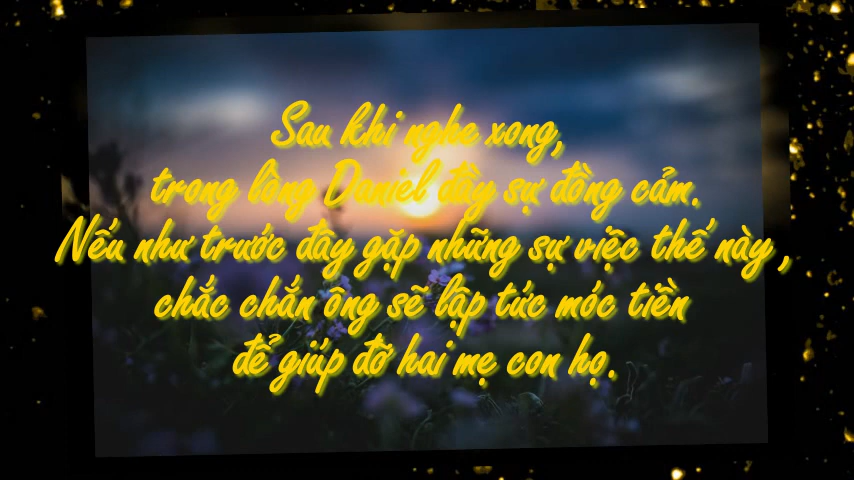 Sau khi nghe xong,
trong lòng Daniel đầy sự đồng cảm.
Nếu như trước đây gặp những sự việc thế này,
chắc chắn ông sẽ lập tức móc tiền
để giúp đỡ hai mẹ con họ.